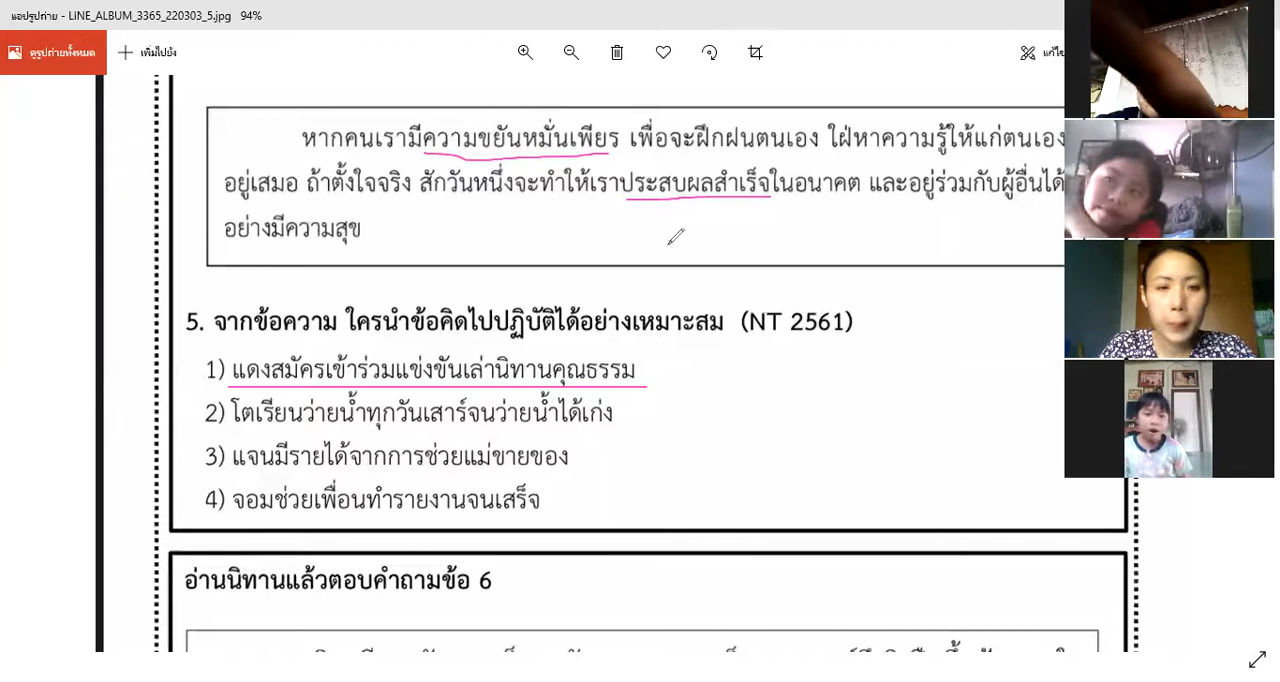 แอปรูปถ่าย - LINE_ALBUM_3365_220303_5.jpg 94%
ดูรูปถ่ายทั้งหมด
เพิ่มไปยัง
แก้ไข
หากคนเรามีความขยันหมั่นเพียร เพื่อจะฝึกฝนตนเอง ใฝ่หาความรู้ให้แก่ตนเอง
อยู่เสมอ ถ้าตั้งใจจริง สักวันหนึ่งจะทำให้เราประสบผลสำเร็จในอนาคต และอยู่ร่วมกับผู้อื่นได้
อย่างมีความสุข
5. จากข้อความ ใครนำข้อคิดไปปฏิบัติได้อย่างเหมาะสม (NT 2561)
1) แดงสมัครเข้าร่วมแข่งขันเล่านิทานคุณธรรม
2) โตเรียนว่ายน้ำทุกวันเสาร์จนว่ายน้ำได้เก่ง
3) แจนมีรายได้จากการช่วยแม่ขายของ
4) จอมช่วยเพื่อนทำรายงานจนเสร็จ
อ่านนิทานแล้วตอบคำถามข้อ 6